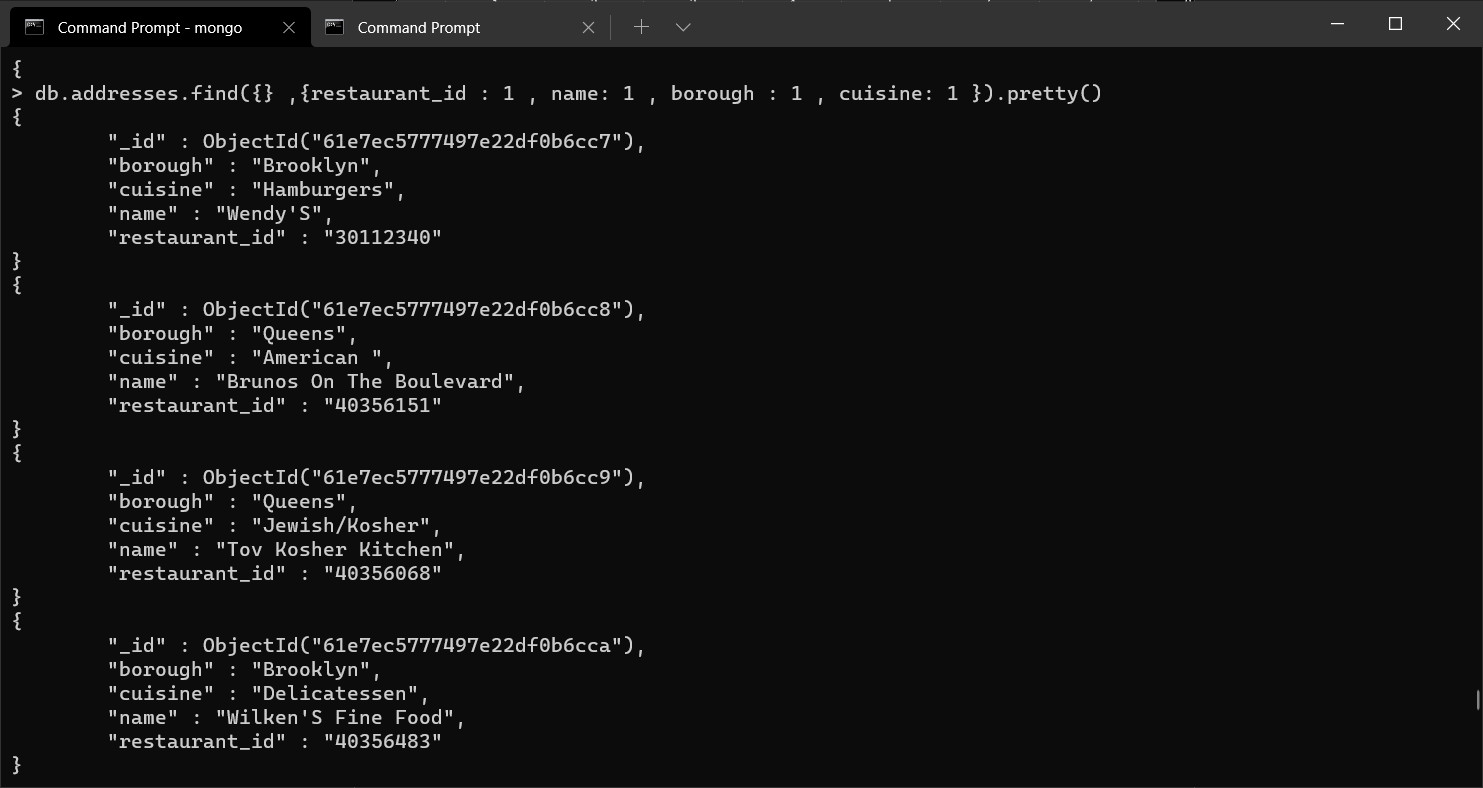 Command Prompt - mongo
Command Prompt
{
> db.addresses.find({} ,{restaurant_id : 1 , name: 1 , borough : 1 , cuisine: 1 }).pretty()
{
"_id" : ObjectId("61e7ec5777497e22df0b6cc7"),
"borough" : "Brooklyn",
"cuisine" : "Hamburgers",
"name" : "Wendy'S",
"restaurant_id" : "30112340"
}
{
"_id" : ObjectId("61e7ec5777497e22df0b6cc8"),
"borough" : "Queens",
"cuisine" : "American ",
"name" : "Brunos On The Boulevard",
"restaurant_id" : "40356151"
}
{
"_id" : ObjectId("61e7ec5777497e22df0b6cc9"),
"borough" : "Queens",
"cuisine" : "Jewish/Kosher",
"name" : "Tov Kosher Kitchen",
"restaurant_id" : "40356068"
}
{
"_id" : ObjectId("61e7ec5777497e22df0b6cca"),
"borough" : "Brooklyn",
"cuisine" : "Delicatessen",
"name" : "Wilken'S Fine Food",
"restaurant_id" : "40356483"
}